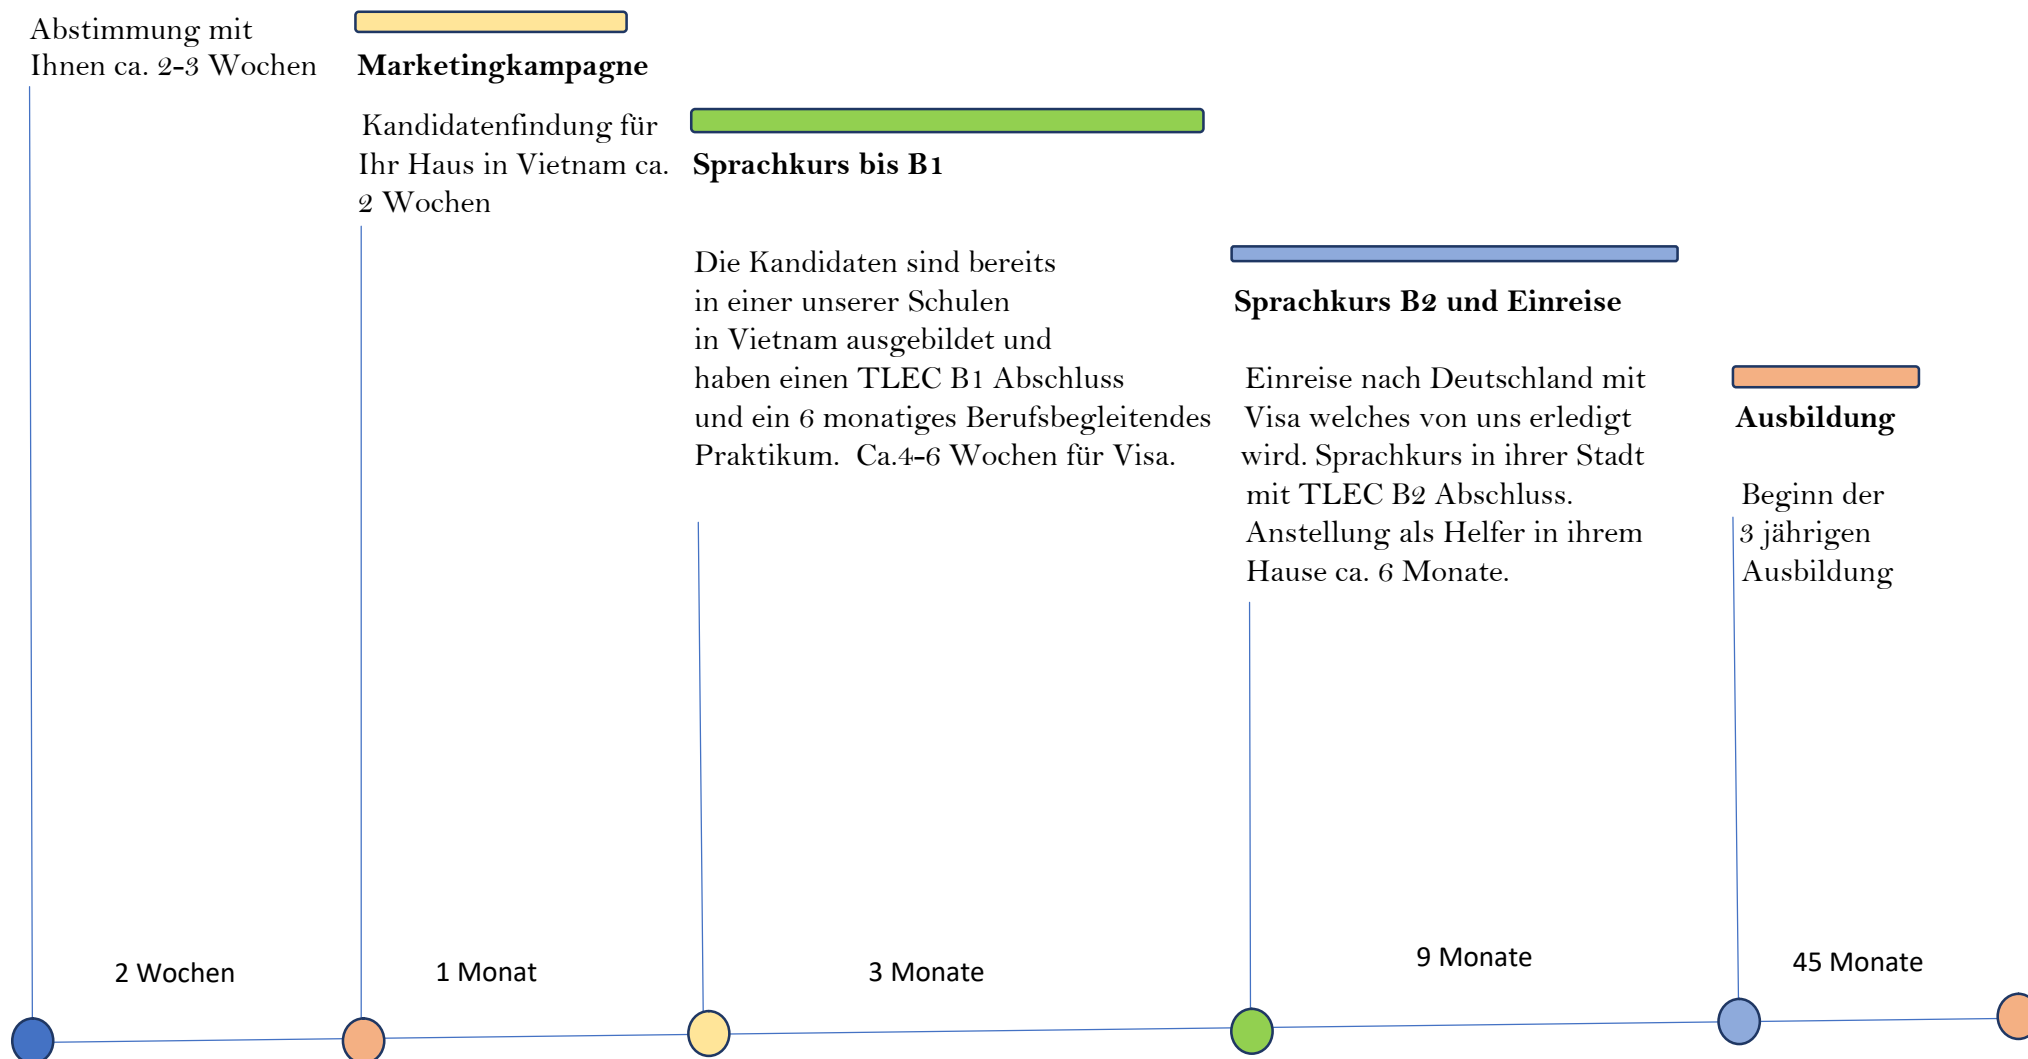 Abstimmung mit
Ihnen ca. 2-3 Wochen
Marketingkampagne
Kandidatenfindung für
Ihr Haus in Vietnam ca.
2 Wochen
Sprachkurs bis B1
Die Kandidaten sind bereits
in einer unserer Schulen
in Vietnam ausgebildet und
haben einen TLEC B1 Abschluss
und ein 6 monatiges Berufsbegleitendes
Praktikum.  Ca.4-6 Wochen für Visa.
Sprachkurs B2 und Einreise
Einreise nach Deutschland mit
Visa welches von uns erledigt
wird. Sprachkurs in ihrer Stadt
mit TLEC B2 Abschluss.
Anstellung als Helfer in ihrem
Hause ca. 6 Monate.
Ausbildung
Beginn der
3 jährigen
Ausbildung
2 Wochen
1 Monat
3 Monate
9 Monate
45 Monate